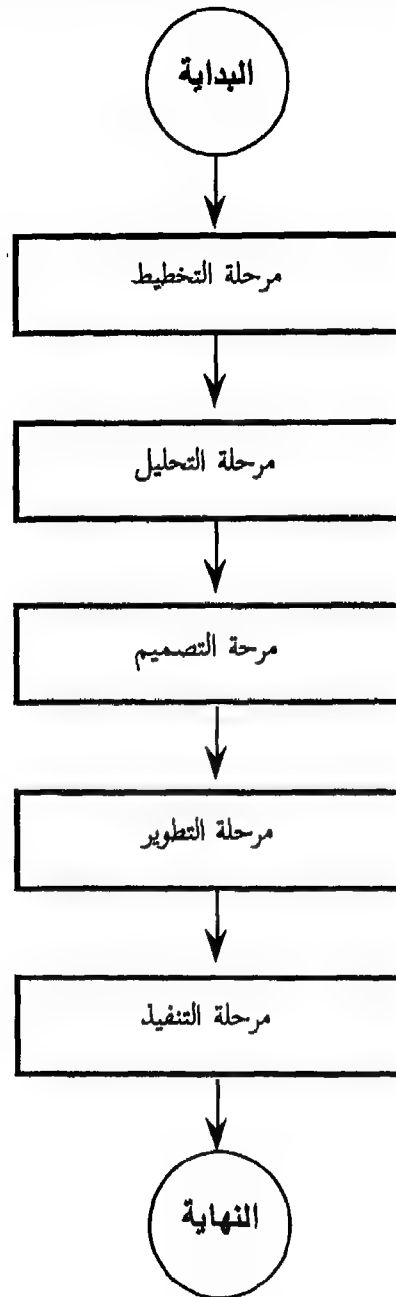 البداية
مرحلة التخطيط
مرحلة التحليل
مرحة التصميم
مرحلة التطوير
مرحلة التنفيذ
النهاية